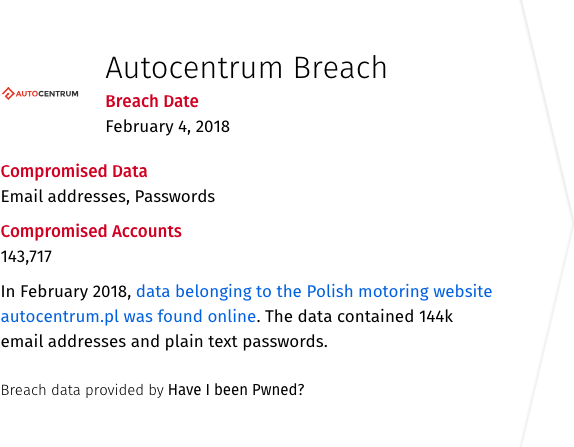 Autocentrum Breach
AUTOCENTRUM
Breach Date
February 4, 2018
Compromised Data
Email addresses, Passwords
Compromised Accounts
143,717
In February 2018, data belonging to the Polish motoring website
autocentrum.pl was found online. The data contained 144k
email addresses and plain text passwords.
Breach data provided by Have I been Pwned?